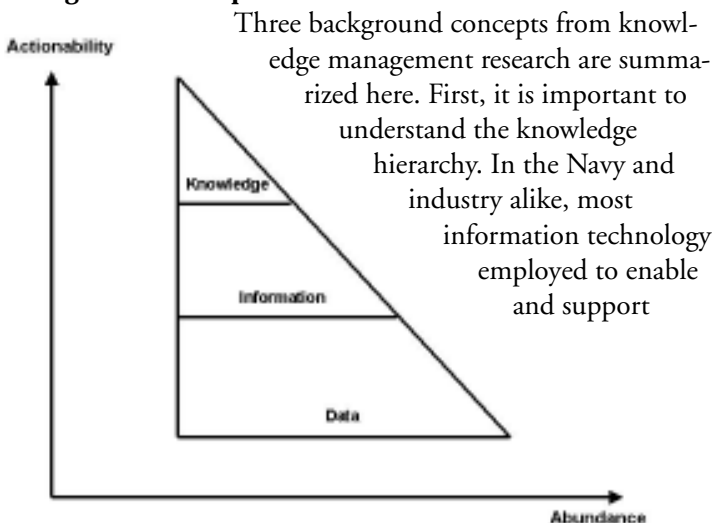 Three background concepts from knowl-
Actionability
edge management research are summa-
rized here. First, it is important to
understand the knowledge
hierarchy. In the Navy and
Knowledge
industry alike, most
information technology
employed to enable
Information
and support
Data
Abundance